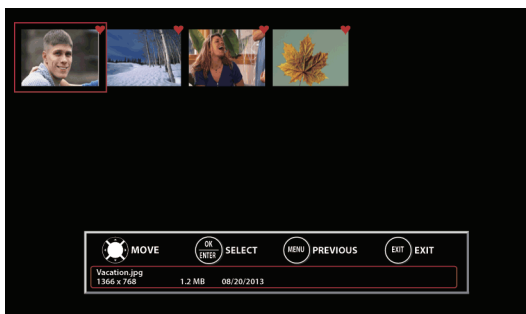 MOVE OK ENTER SELECT MENU PREVIOUS EXIT EXIT
Vacation.jpg
1366 x 768 1.2 MB 08/20/2013